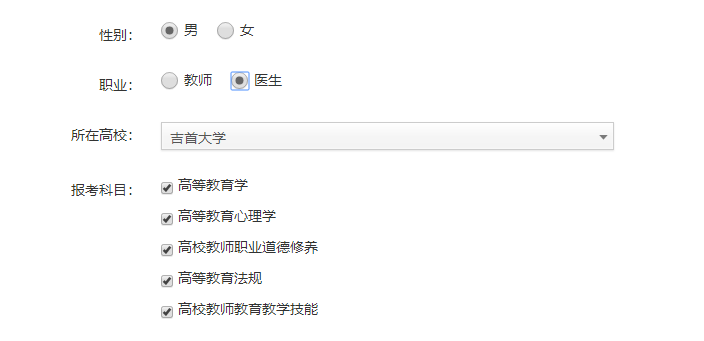 性别： 男 女
职业： 教师 医生
所在高校： 吉首大学
报考科目： 高等教育学
高等教育心理学
高校教师职业道德修养
高等教育法规
高校教师教育教学技能